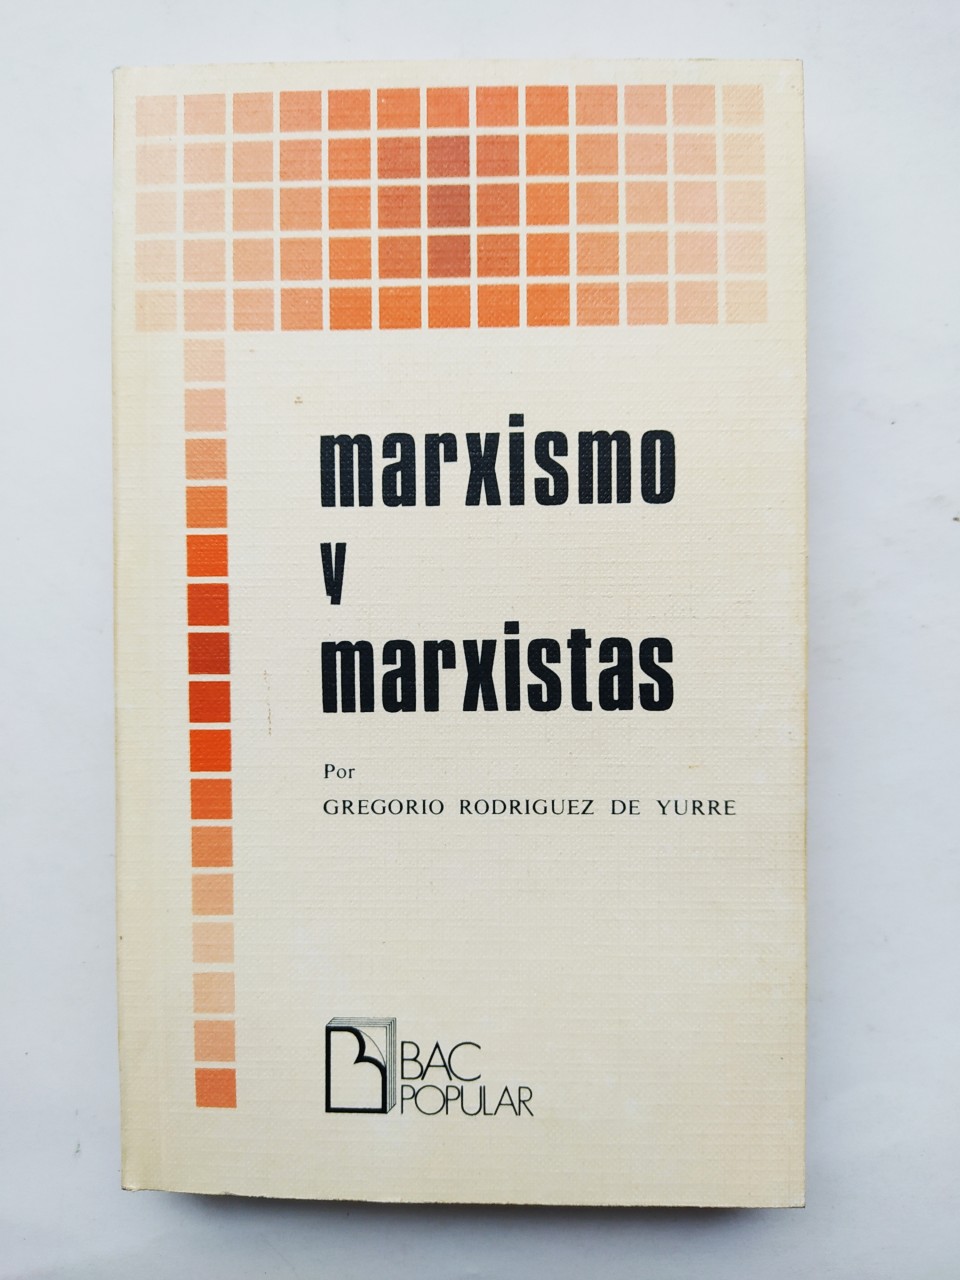 marxismo
y
marxistas
Por
GREGORIO RODRIGUEZ DE YURRE
BAC
POPULAR